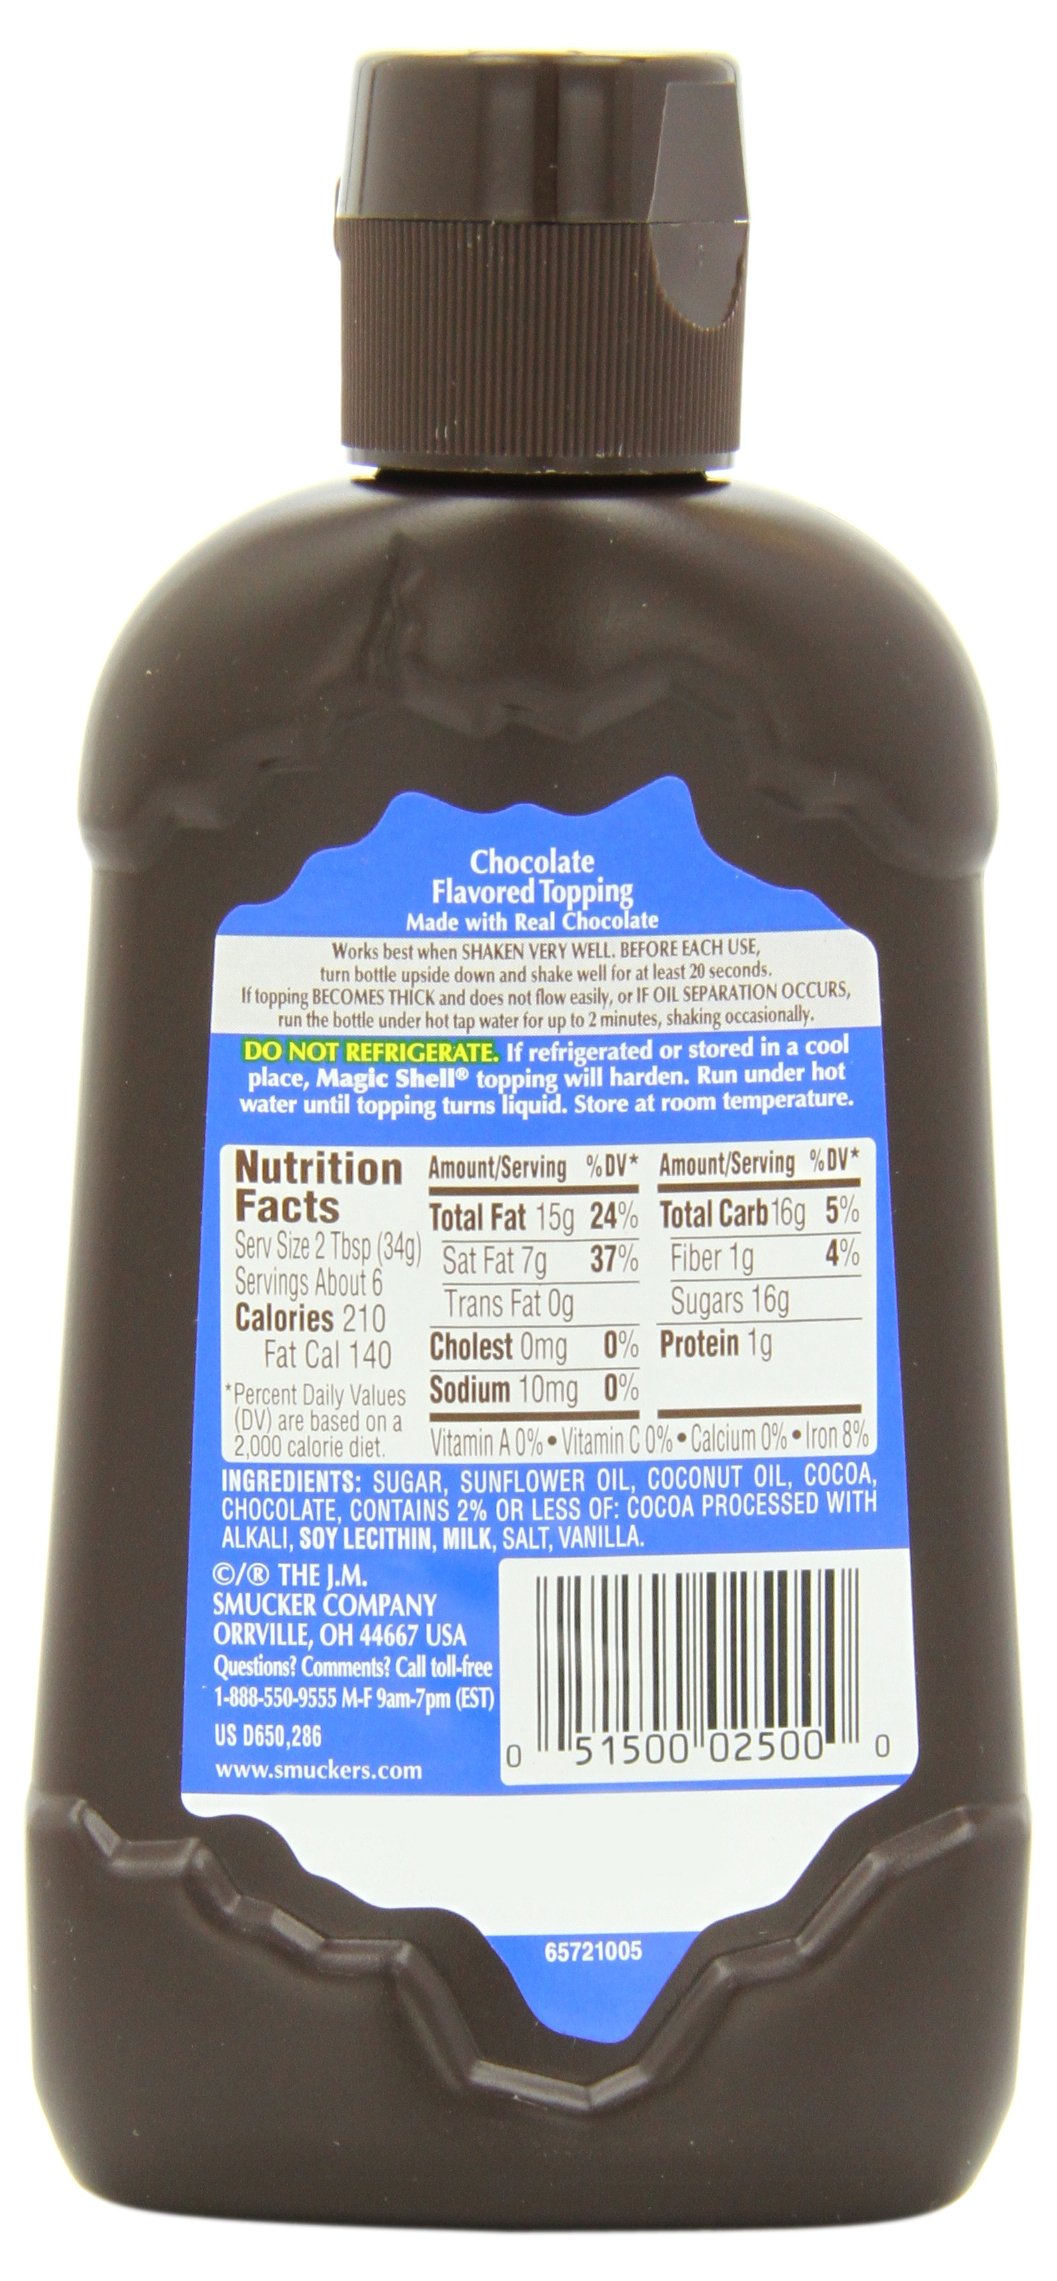 Chocolate
Flavored Topping
Made with Real Chocolate
Works best when SHAKEN VERY WELL. BEFORE EACH USE,
turn bottle upside down and shake well for at least 20 seconds.
If topping BECOMES THICK and does not flow easily, or IF OIL SEPARATION OCCURS,
run the bottle under hot tap water for up to 2 minutes, shaking occasionally.
DO NOT REFRIGERATE. If refrigerated or stored in a cool
place, Magic Shell® topping will harden. Run under hot
water until topping turns liquid. Store at room temperature.
Nutrition
Facts
Serv Size 2 Tbsp (34g)
Servings About 6
Calories 210
Fat Cal 140
*Percent Daily Values
(DV) are based on a
2,000 calorie diet.
Amount/Serving %DV*
Total Fat 15g 24%
Sat Fat 7g 37%
Trans Fat 0g
Cholest 0mg 0%
Sodium 10mg 0%
Amount/Serving %DV*
Total Carb 16g 5%
Fiber 1g 4%
Sugars 16g
Protein 1g
Vitamin A 0% • Vitamin C 0% • Calcium 0% • Iron 8%
INGREDIENTS: SUGAR, SUNFLOWER OIL, COCONUT OIL, COCOA,
CHOCOLATE, CONTAINS 2% OR LESS OF: COCOA PROCESSED WITH
ALKALI, SOY LECITHIN, MILK, SALT, VANILLA.
©/® THE J.M.
SMUCKER COMPANY
ORRVILLE, OH 44667 USA
Questions? Comments? Call toll-free
1-888-550-9555 M-F 9am-7pm (EST)
US D650,286
www.smuckers.com
0 51500 02500 0
65721005